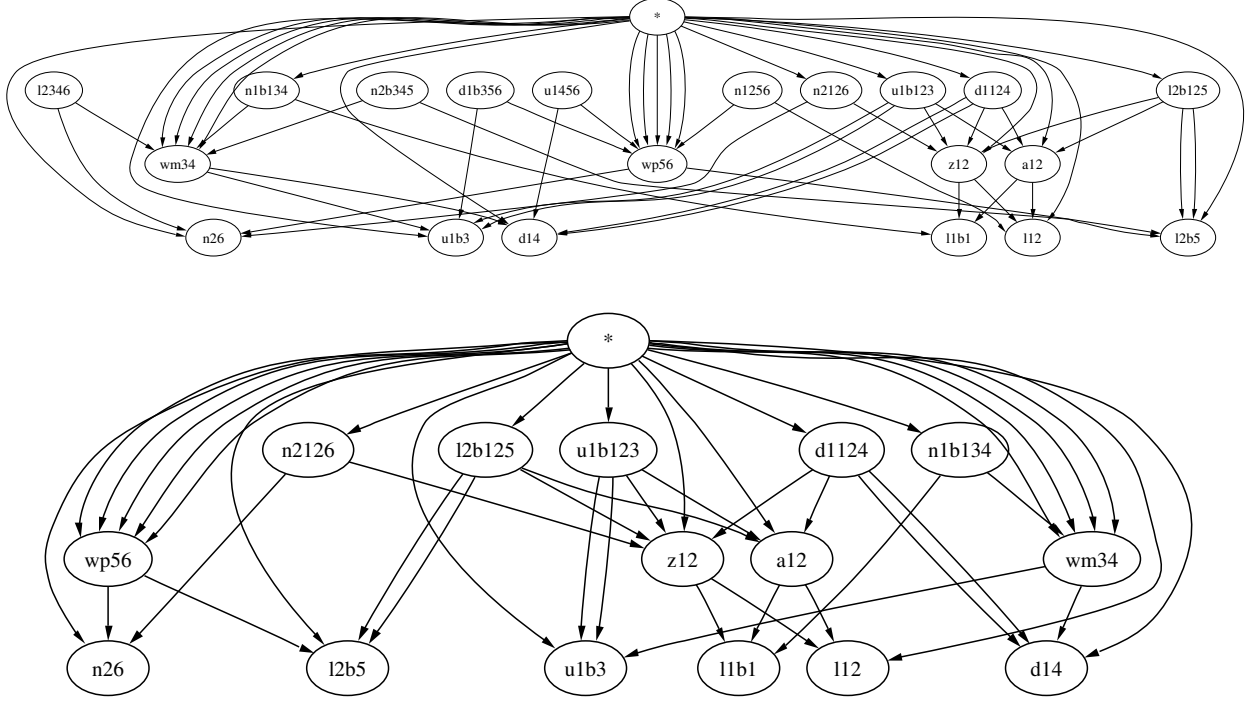 *
l2346 n1b134 n2b345 d1b356 u1456 n1256 n2126 u1b123 d1124 l2b125
wm34 wp56 z12 a12
n26 u1b3 d14 l1b1 l12 l2b5
*
n2126 l2b125 u1b123 d1124 n1b134
wp56 z12 a12 wm34
n26 l2b5 u1b3 l1b1 l12 d14